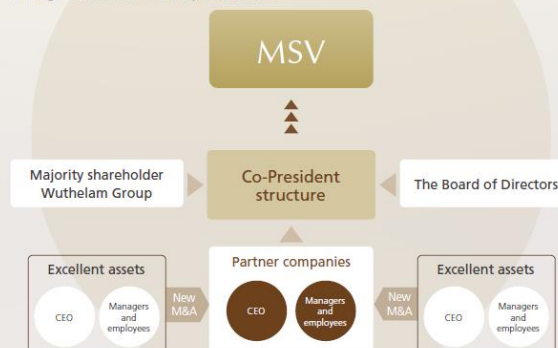 MSV
Majority shareholder
Wuthelam Group
Co-President
structure
The Board of Directors
Excellent assets
CEO
Managers
and
employees
New
M&A
Partner companies
CEO
Managers
and
employees
New
M&A
Excellent assets
CEO
Managers
and
employees